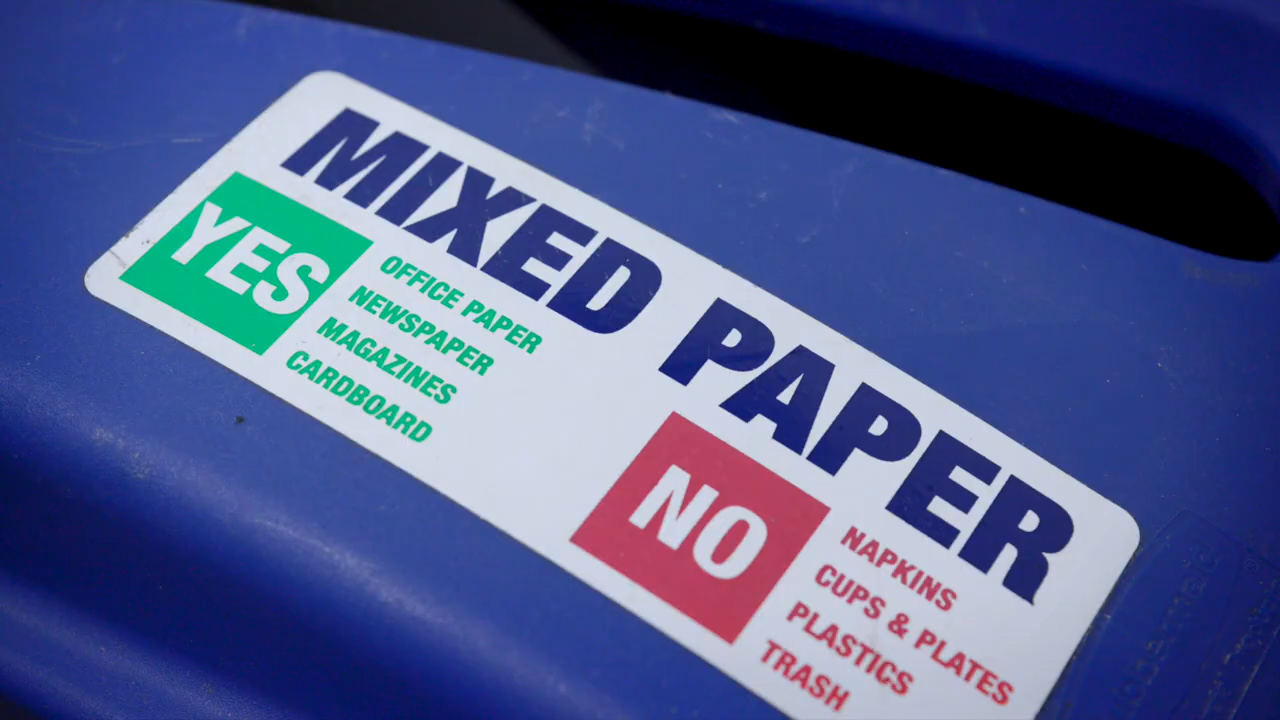 MIXED PAPER
YES
OFFICE PAPER
NEWSPAPER
MAGAZINES
CARDBOARD
NO
NAPKINS
CUPS & PLATES
PLASTICS
TRASH